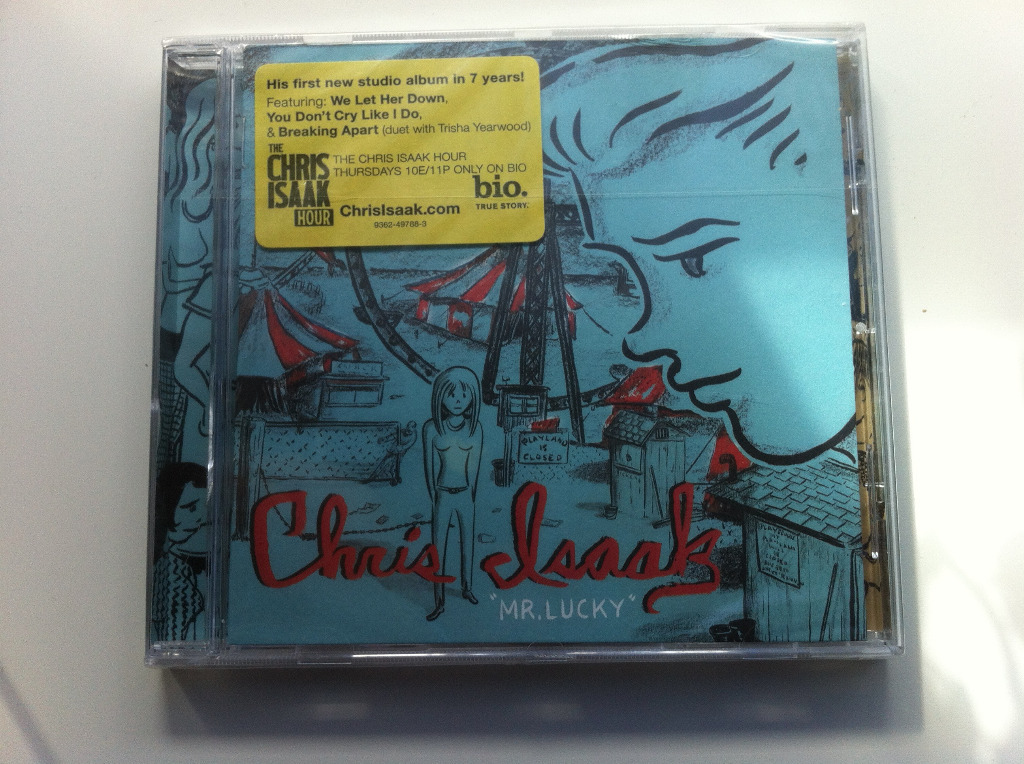 His first new studio album in 7 years!
Featuring: We Let Her Down,
You Don't Cry Like I Do,
& Breaking Apart (duet with Trisha Yearwood)
THE
CHRIS
ISAAK
HOUR
THE CHRIS ISAAK HOUR
THURSDAYS 10E/11P ONLY ON BIO
bio.
TRUE STORY.
ChrisIsaak.com
9362-49788-3
PLAYLAND
IS
CLOSED
Chris Isaak
"MR. LUCKY"
PLAYLAND